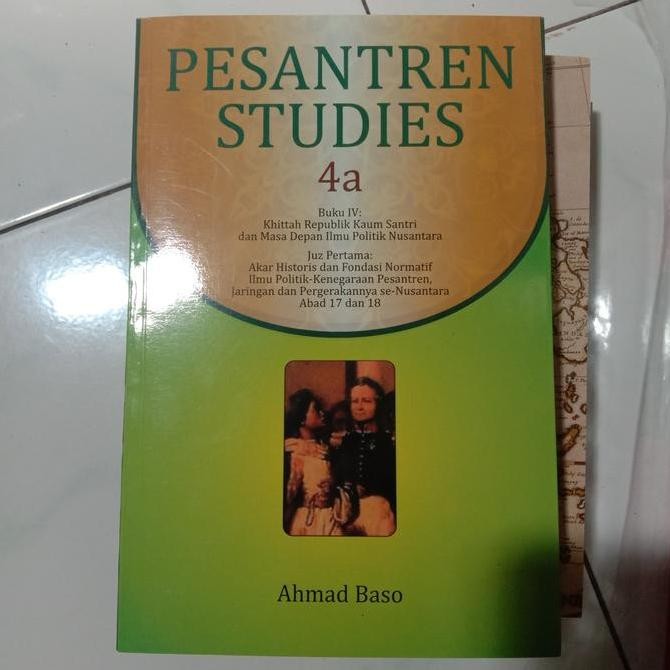 PESANTREN
STUDIES
4a
Buku IV:
Khittah Republik Kaum Santri
dan Masa Depan Ilmu Politik Nusantara
Juz Pertama:
Akar Historis dan Fondasi Normatif
Ilmu Politik-Kenegaraan Pesantren,
Jaringan dan Pergerakannya se-Nusantara
Abad 17 dan 18
Ahmad Baso